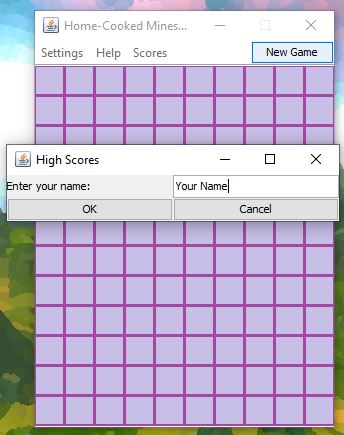 Home-Cooked Mines...
Settings Help Scores New Game
High Scores
Enter your name: Your Name
OK Cancel